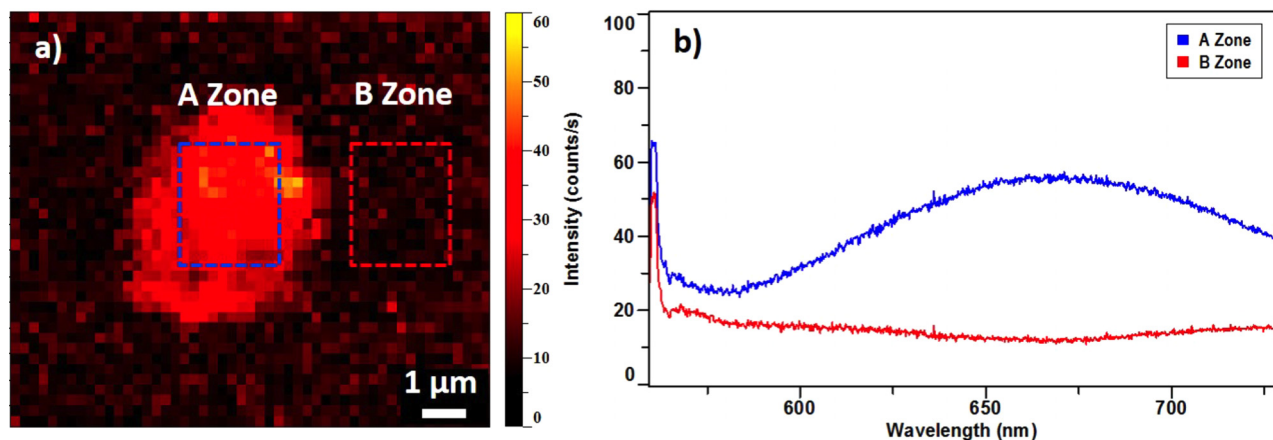 a)
A Zone
B Zone
1 μm
60
50
40
30
20
10
0
Intensity (counts/s)
b)
A Zone
B Zone
100
80
60
40
20
0
600
650
700
Wavelength (nm)